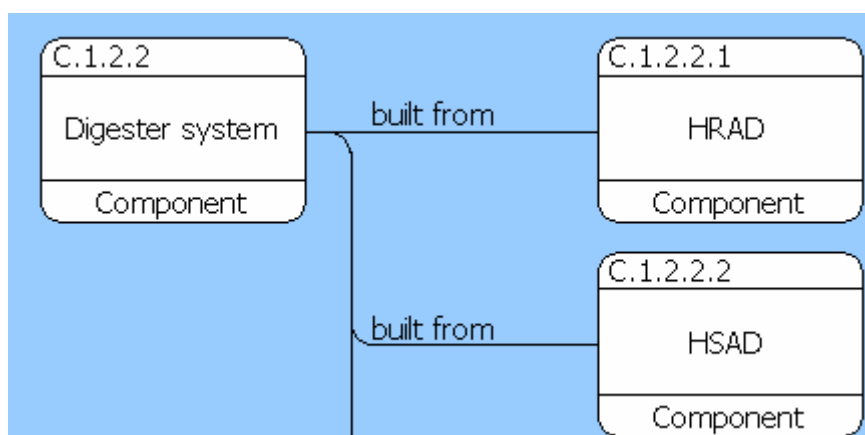 C.1.2.2
Digester system
Component
built from
C.1.2.2.1
HRAD
Component
built from
C.1.2.2.2
HSAD
Component